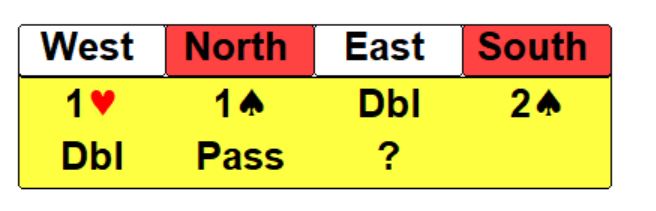 West North East South
1♥ 1♠ Dbl 2♠
Dbl Pass ?